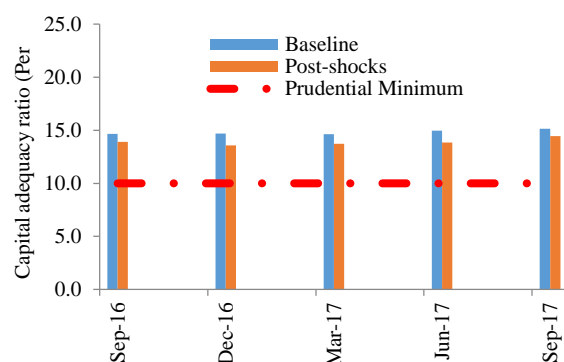 Capital adequacy ratio (Per
25.0
20.0
15.0
10.0
5.0
0.0
Baseline
Post-shocks
Prudential Minimum
Sep-16
Dec-16
Mar-17
Jun-17
Sep-17